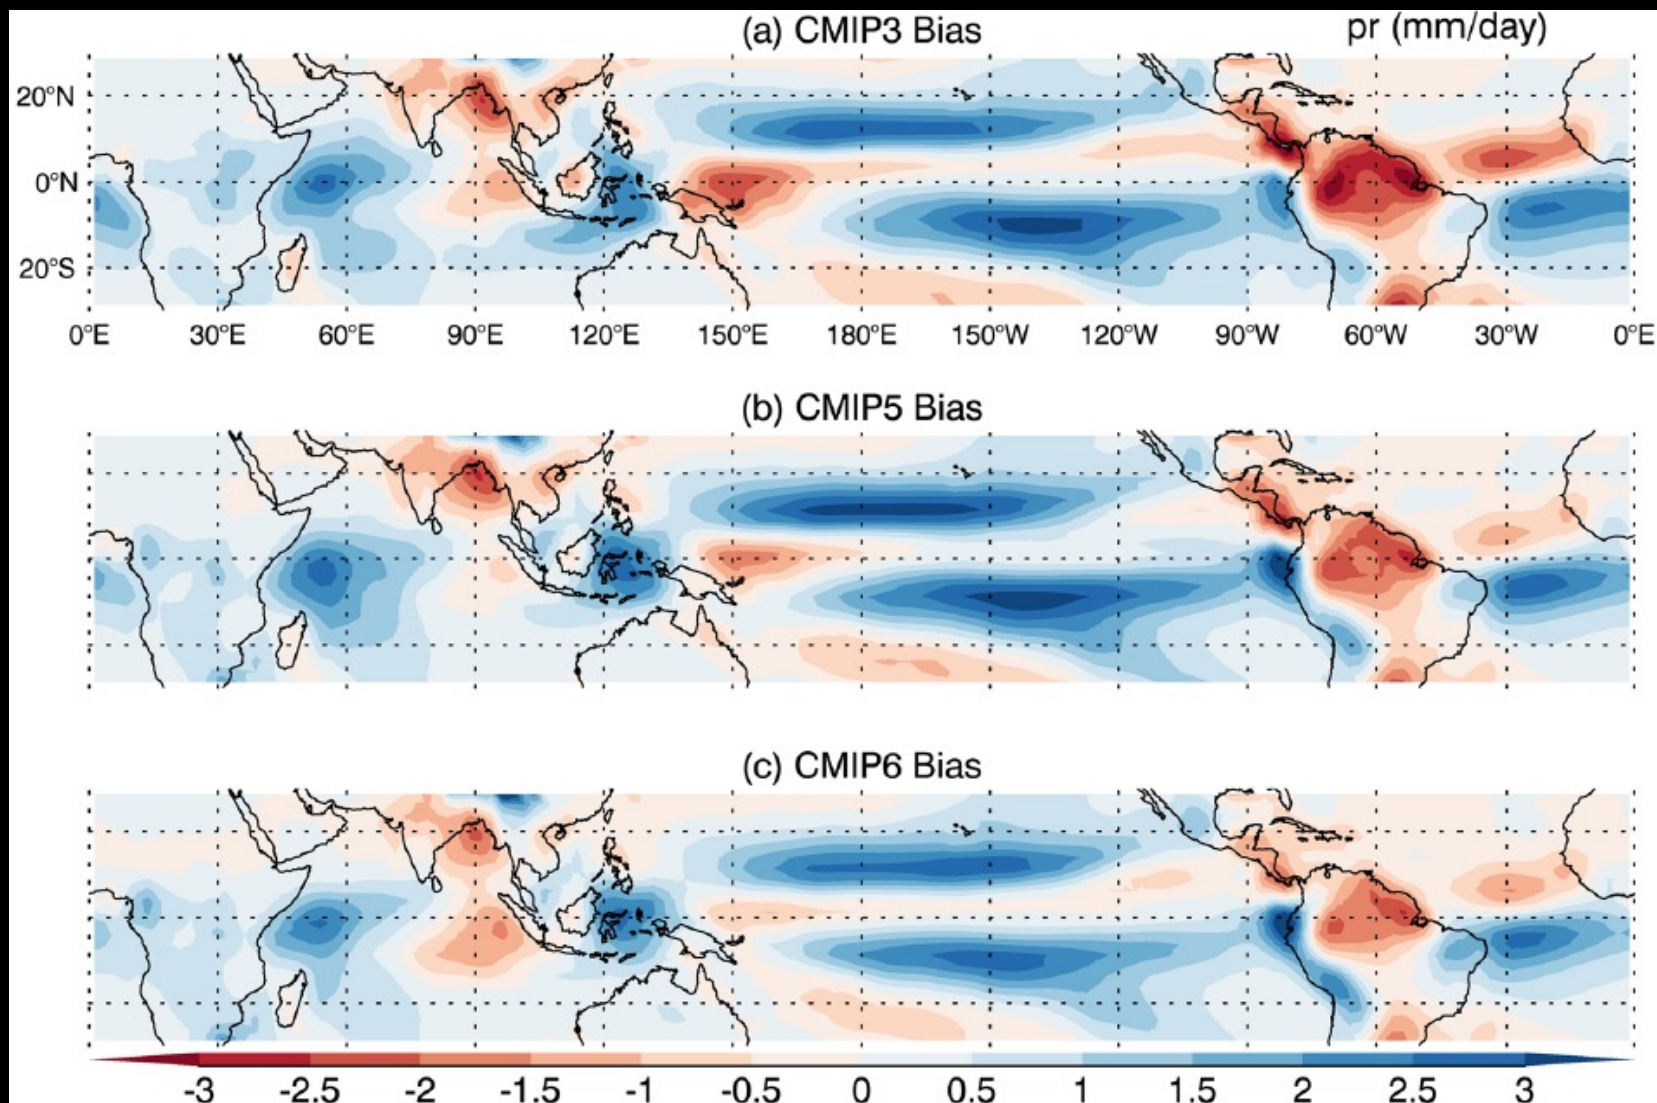 (a) CMIP3 Bias pr (mm/day)
20°N
0°N
20°S
0°E 30°E 60°E 90°E 120°E 150°E 180°E 150°W 120°W 90°W 60°W 30°W 0°E
(b) CMIP5 Bias
(c) CMIP6 Bias
-3 -2.5 -2 -1.5 -1 -0.5 0 0.5 1 1.5 2 2.5 3